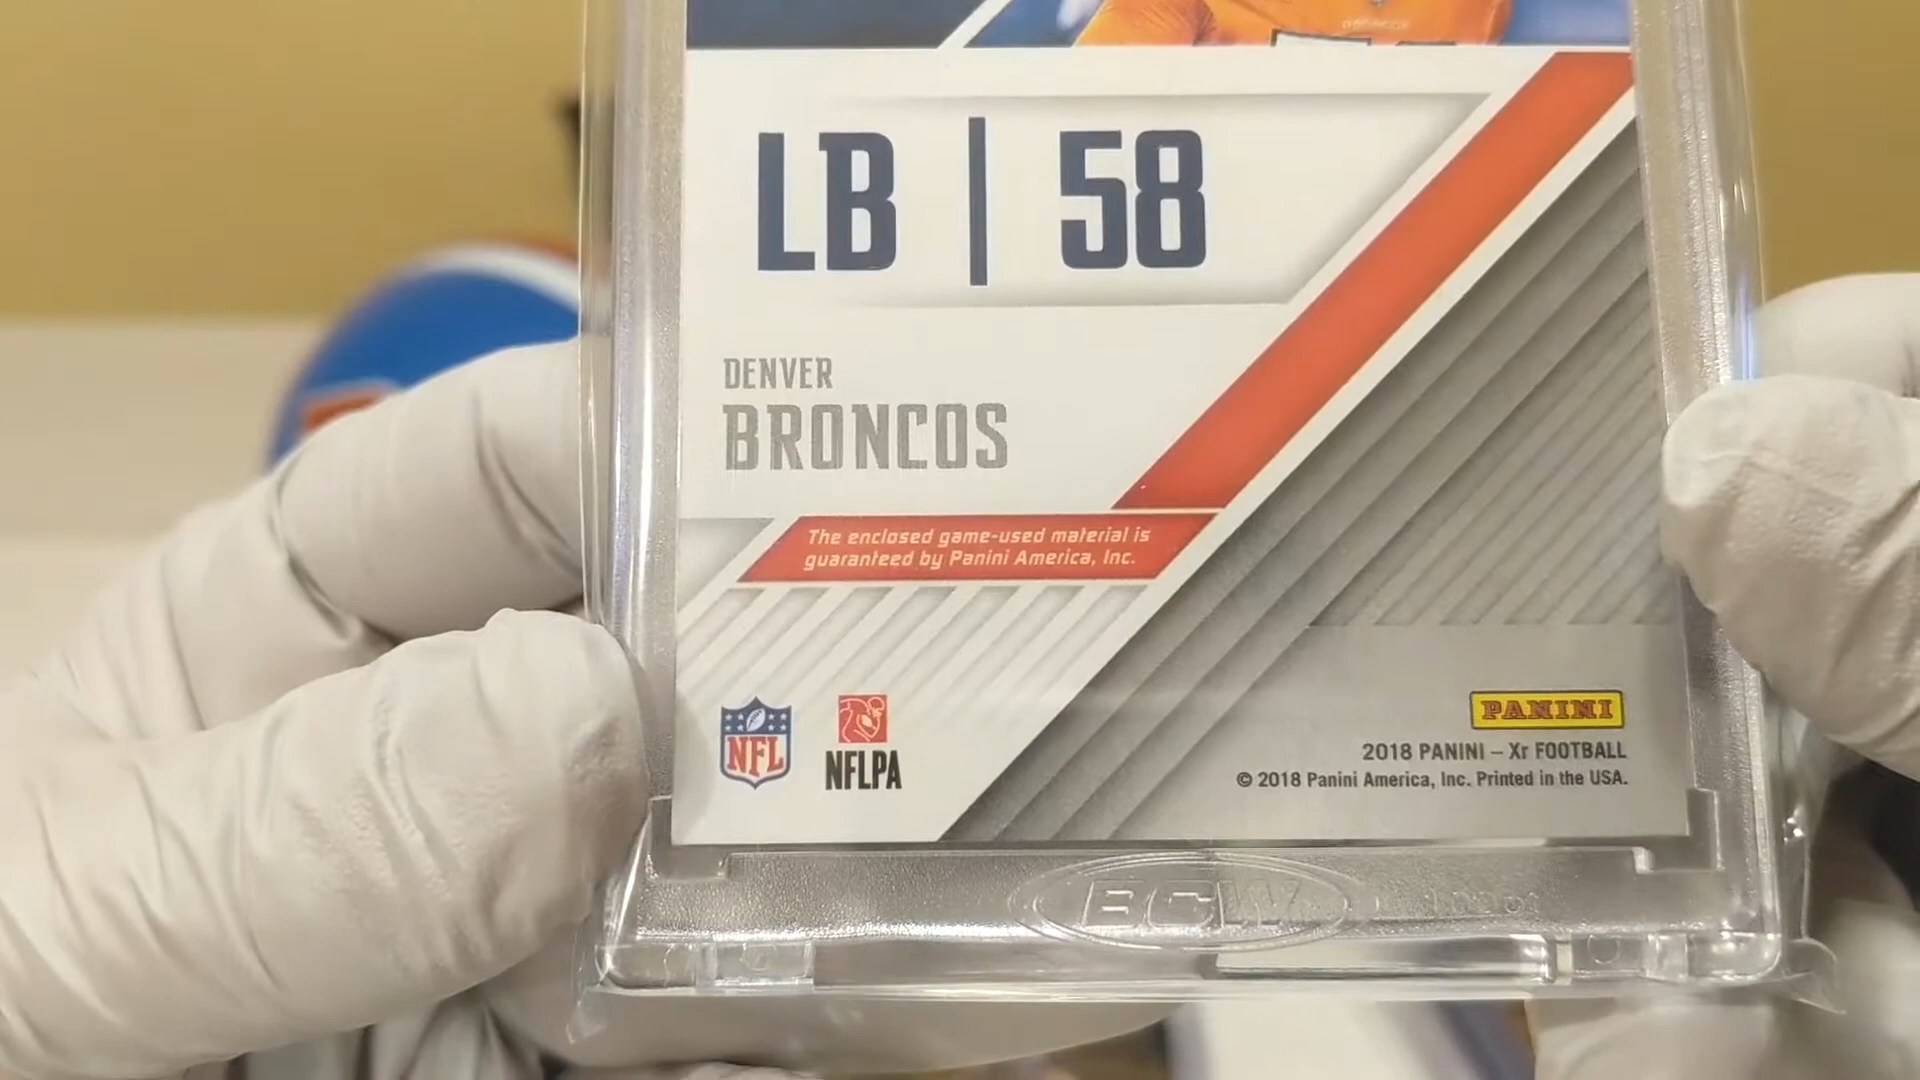 LB | 58
DENVER
BRONCOS
The enclosed game-used material is
guaranteed by Panini America, Inc.
NFL
NFLPA
PANINI
2018 PANINI – Xr FOOTBALL
© 2018 Panini America, Inc. Printed in the USA.
BCW